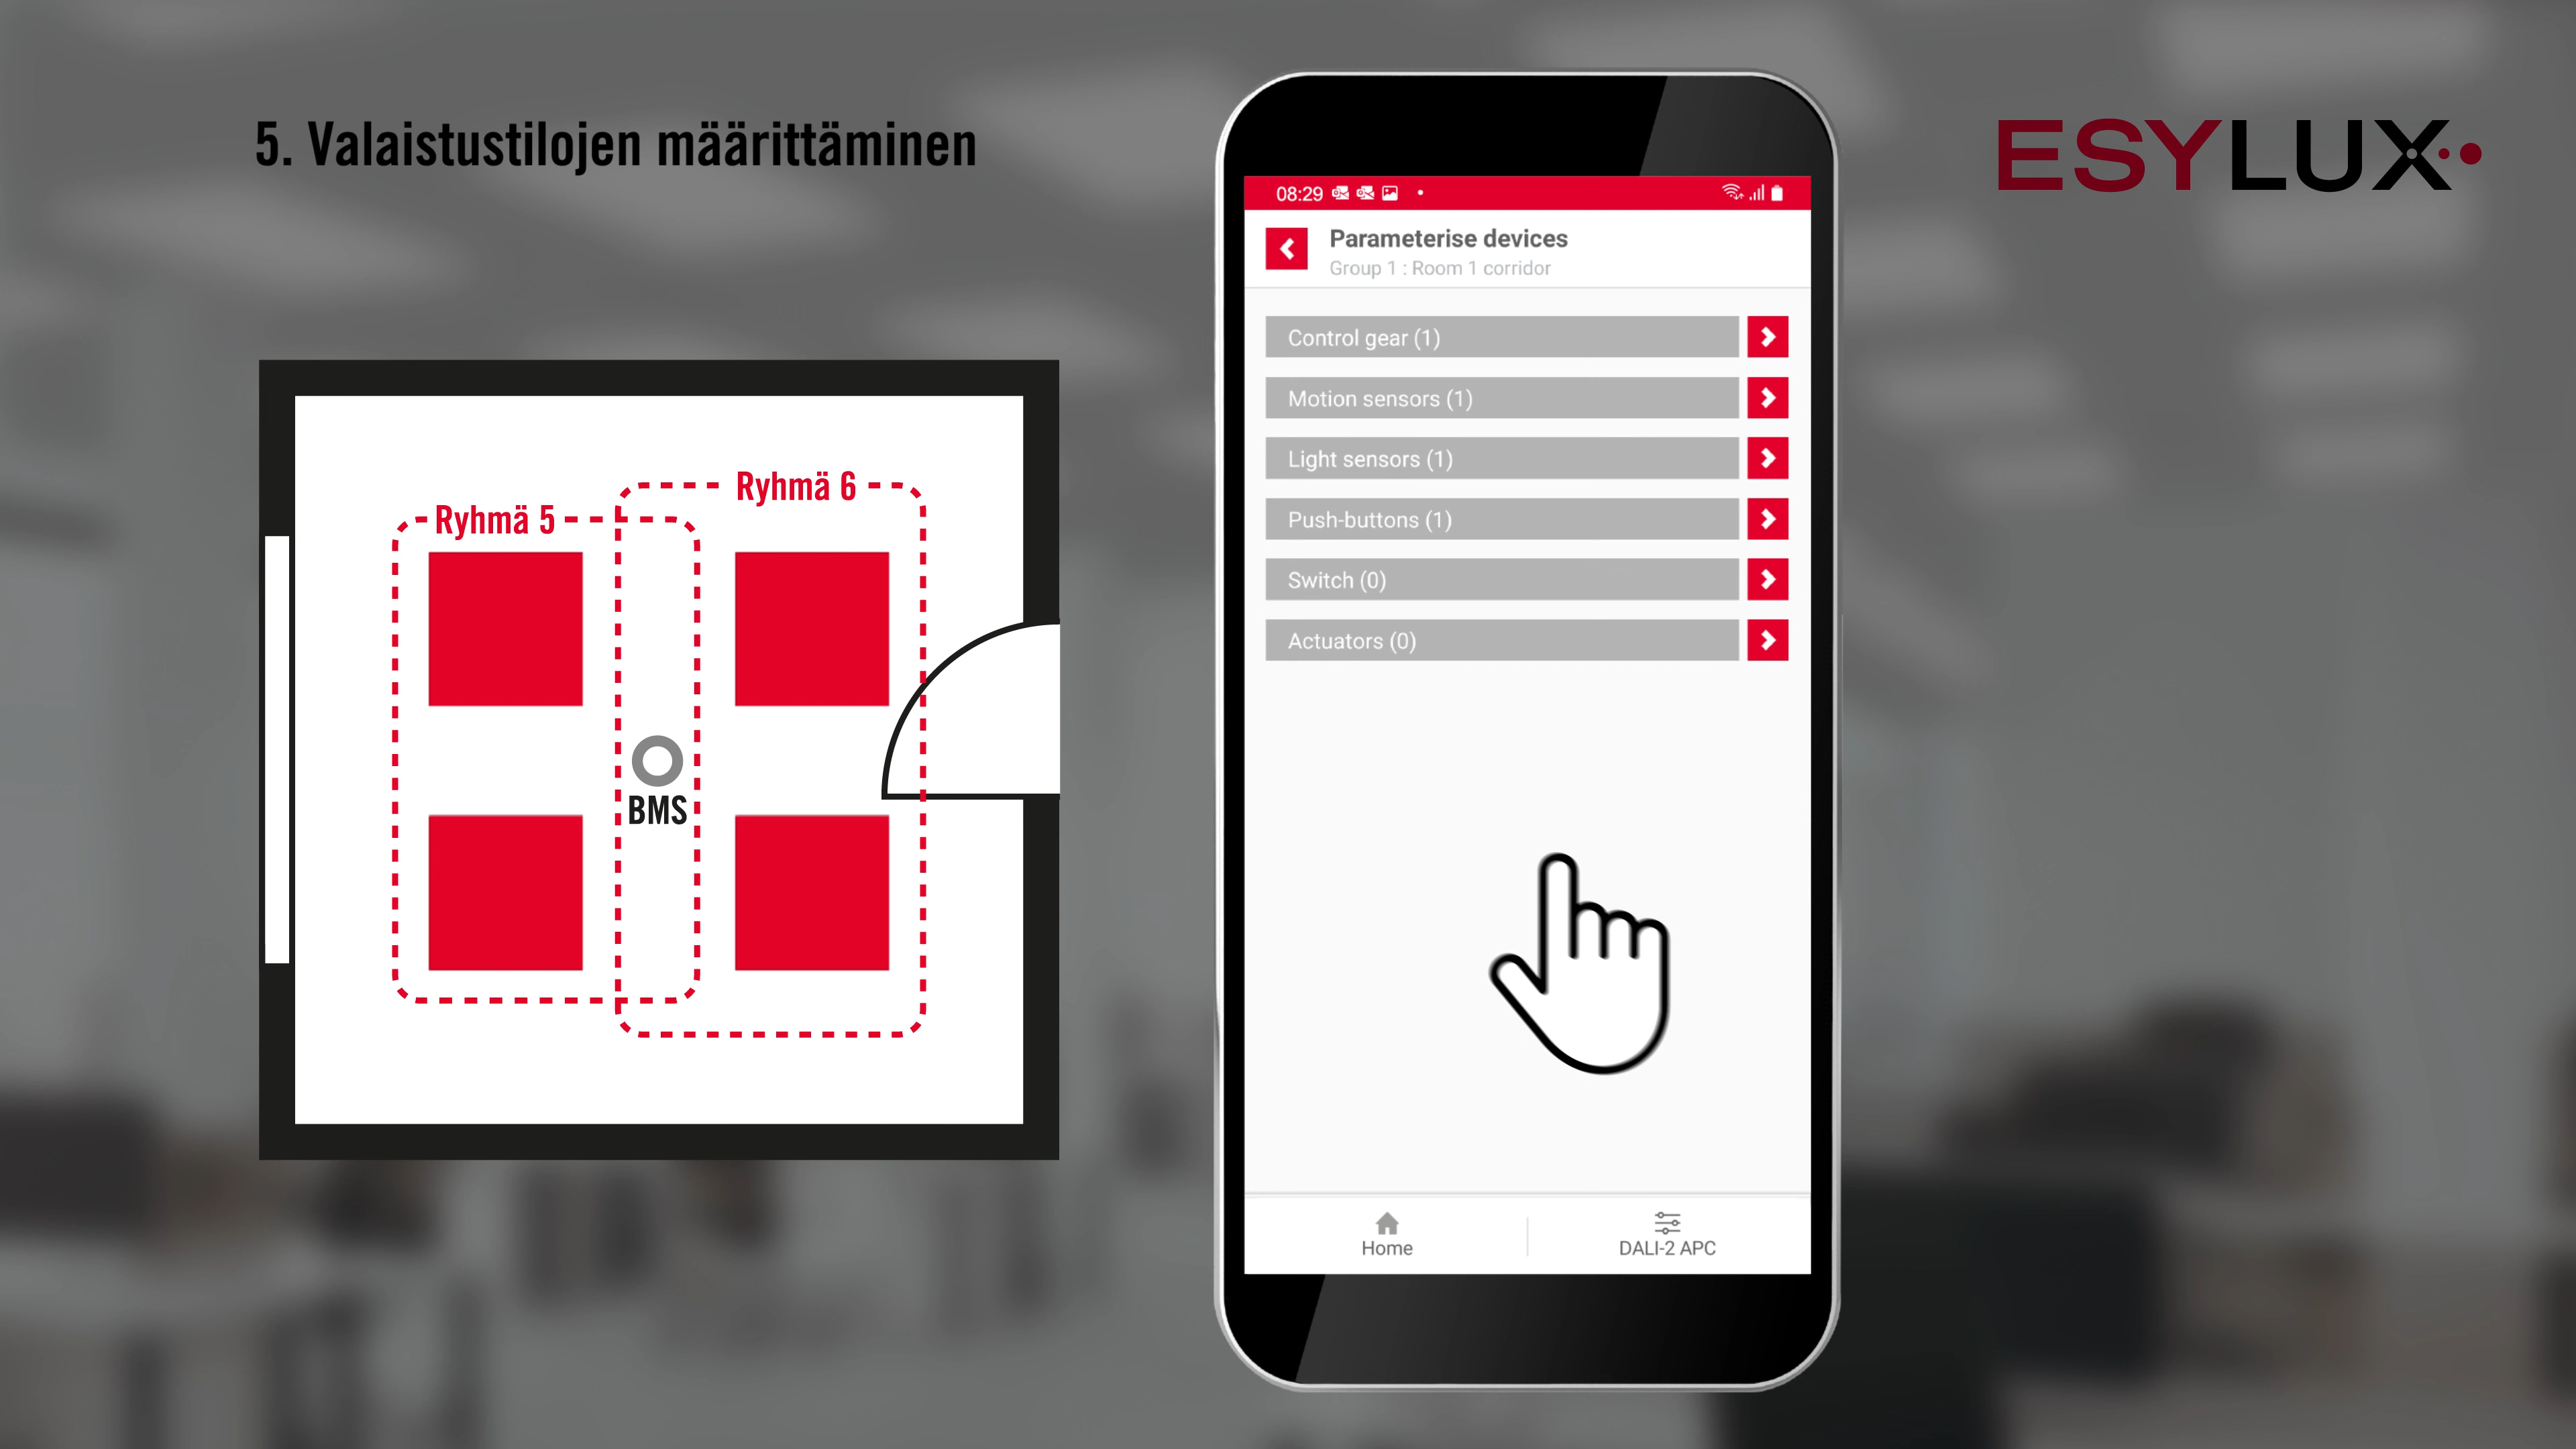 5. Valaistustilojen määrittäminen
ESYLUX
Ryhmä 5
Ryhmä 6
BMS
08:29
Parameterise devices
Group 1 : Room 1 corridor
Control gear (1)
Motion sensors (1)
Light sensors (1)
Push-buttons (1)
Switch (0)
Actuators (0)
Home
DALI-2 APC